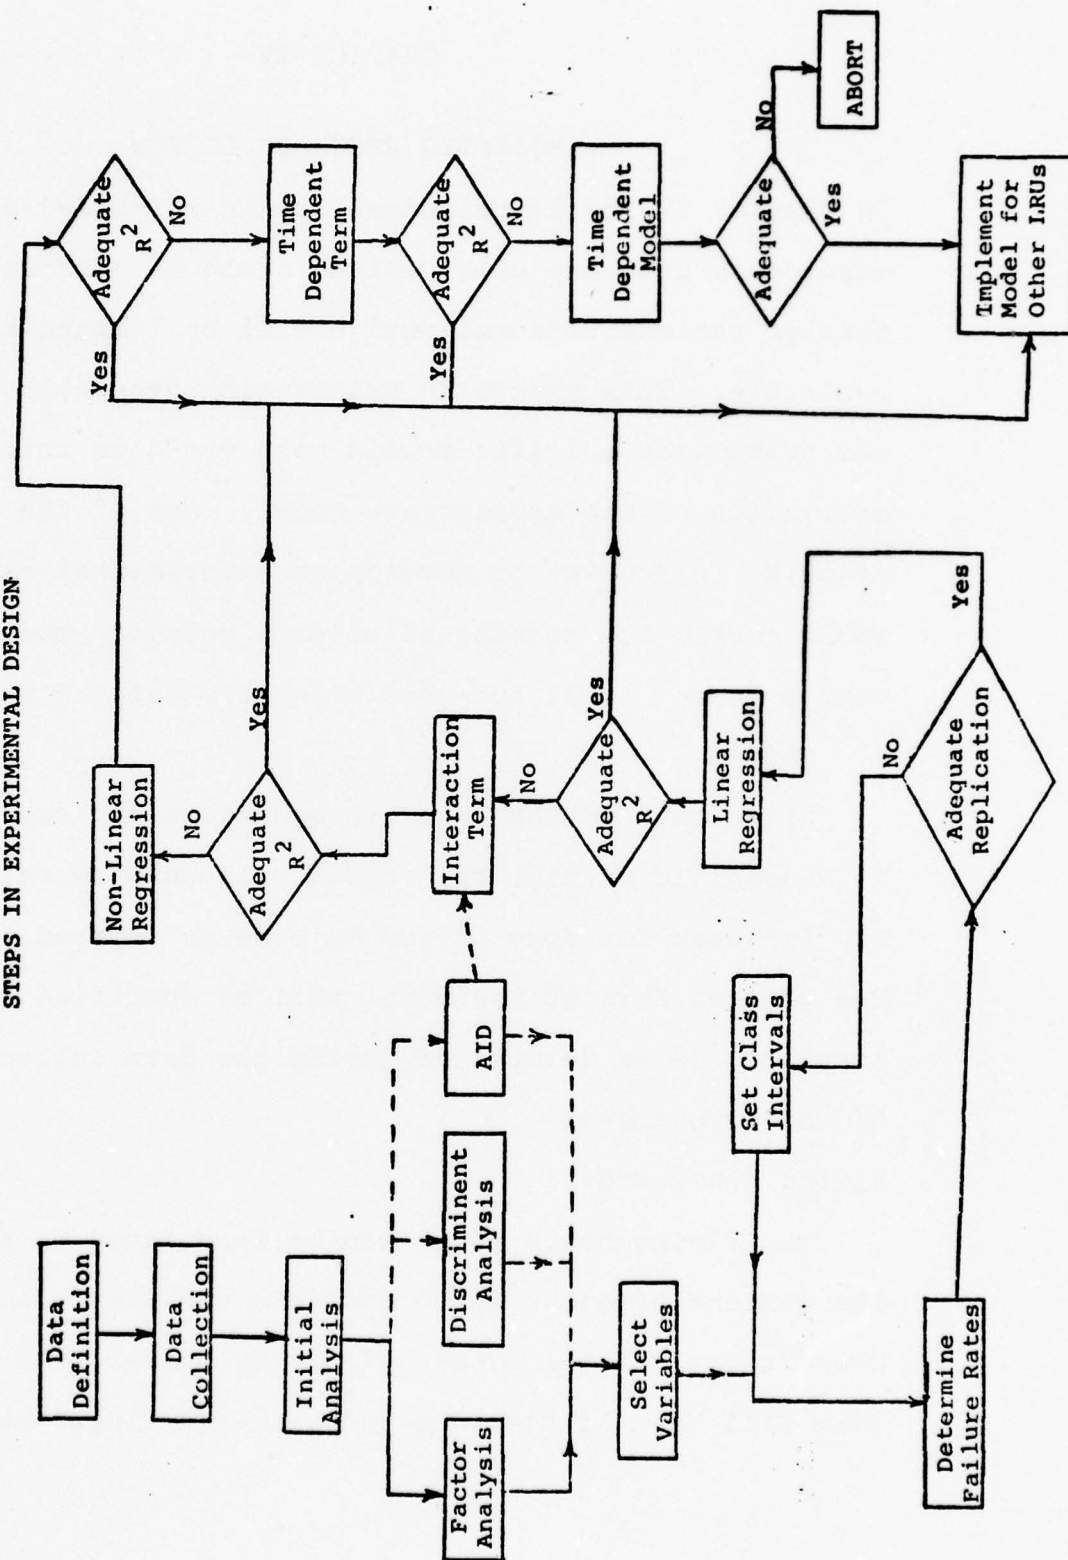 STEPS IN EXPERIMENTAL DESIGN
Data
Definition
Data
Collection
Initial
Analysis
Factor
Analysis
Discriminent
Analysis
AID
Select
Variables
Set Class
Intervals
Determine
Failure Rates
Adequate
Replication
No
Yes
Linear
Regression
Adequate
R²
No
Yes
Interaction
Term
Adequate
R²
No
Yes
Non-Linear
Regression
Adequate
R²
Yes
No
Time
Dependent
Term
Adequate
R²
Yes
No
Time
Dependent
Model
Adequate
No
Yes
ABORT
Implement
Model for
Other LRUs